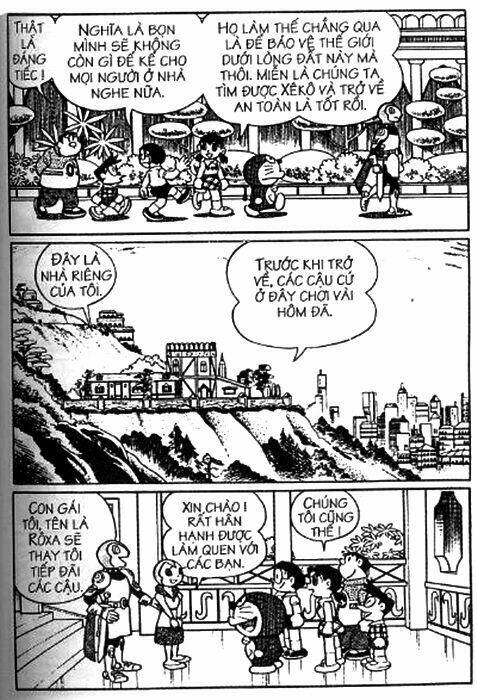 THẬT
LÀ
ĐÁNG
TIẾC!
NGHĨA LÀ BỌN
MÌNH SẼ KHÔNG
CÒN GÌ ĐỂ KỂ CHO
MỌI NGƯỜI Ở NHÀ
NGHE NỮA.
HỌ LÀM THẾ CHẲNG QUA
LÀ ĐỂ BẢO VỆ THẾ GIỚI
DƯỚI LÒNG ĐẤT NÀY MÀ
THÔI. MIỄN LÀ CHÚNG TA
TÌM ĐƯỢC XÊKÔ VÀ TRỞ VỀ
AN TOÀN LÀ TỐT RỒI.
ĐÂY LÀ
NHÀ RIÊNG
CỦA TÔI.
TRƯỚC KHI TRỞ
VỀ, CÁC CẬU CỨ
Ở ĐÂY CHƠI VÀI
HÔM ĐÃ.
CON GÁI
TÔI, TÊN LÀ
RÔXA SẼ
THAY TÔI
TIẾP ĐÃI
CÁC CẬU.
XIN CHÀO!
RẤT HÂN
HẠNH ĐƯỢC
LÀM QUEN VỚI
CÁC BẠN.
CHÚNG
TÔI CŨNG
THẾ!